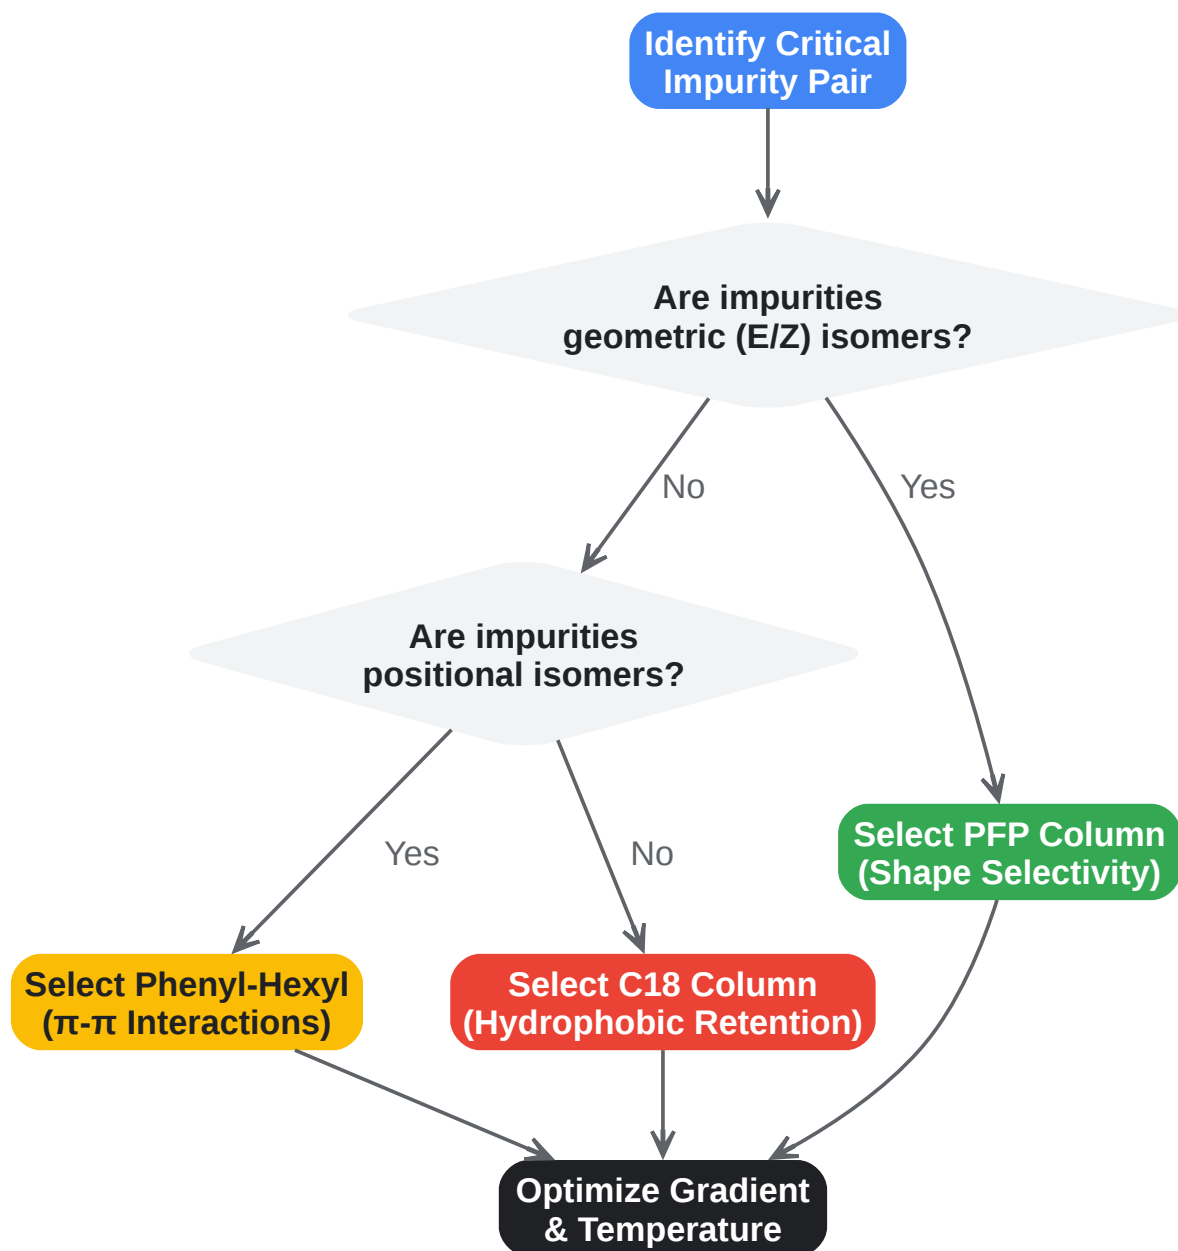 Identify Critical
Impurity Pair
Are impurities
geometric (E/Z) isomers?
No
Yes
Are impurities
positional isomers?
Yes
No
Select PFP Column
(Shape Selectivity)
Select Phenyl-Hexyl
(π-π Interactions)
Select C18 Column
(Hydrophobic Retention)
Optimize Gradient
& Temperature